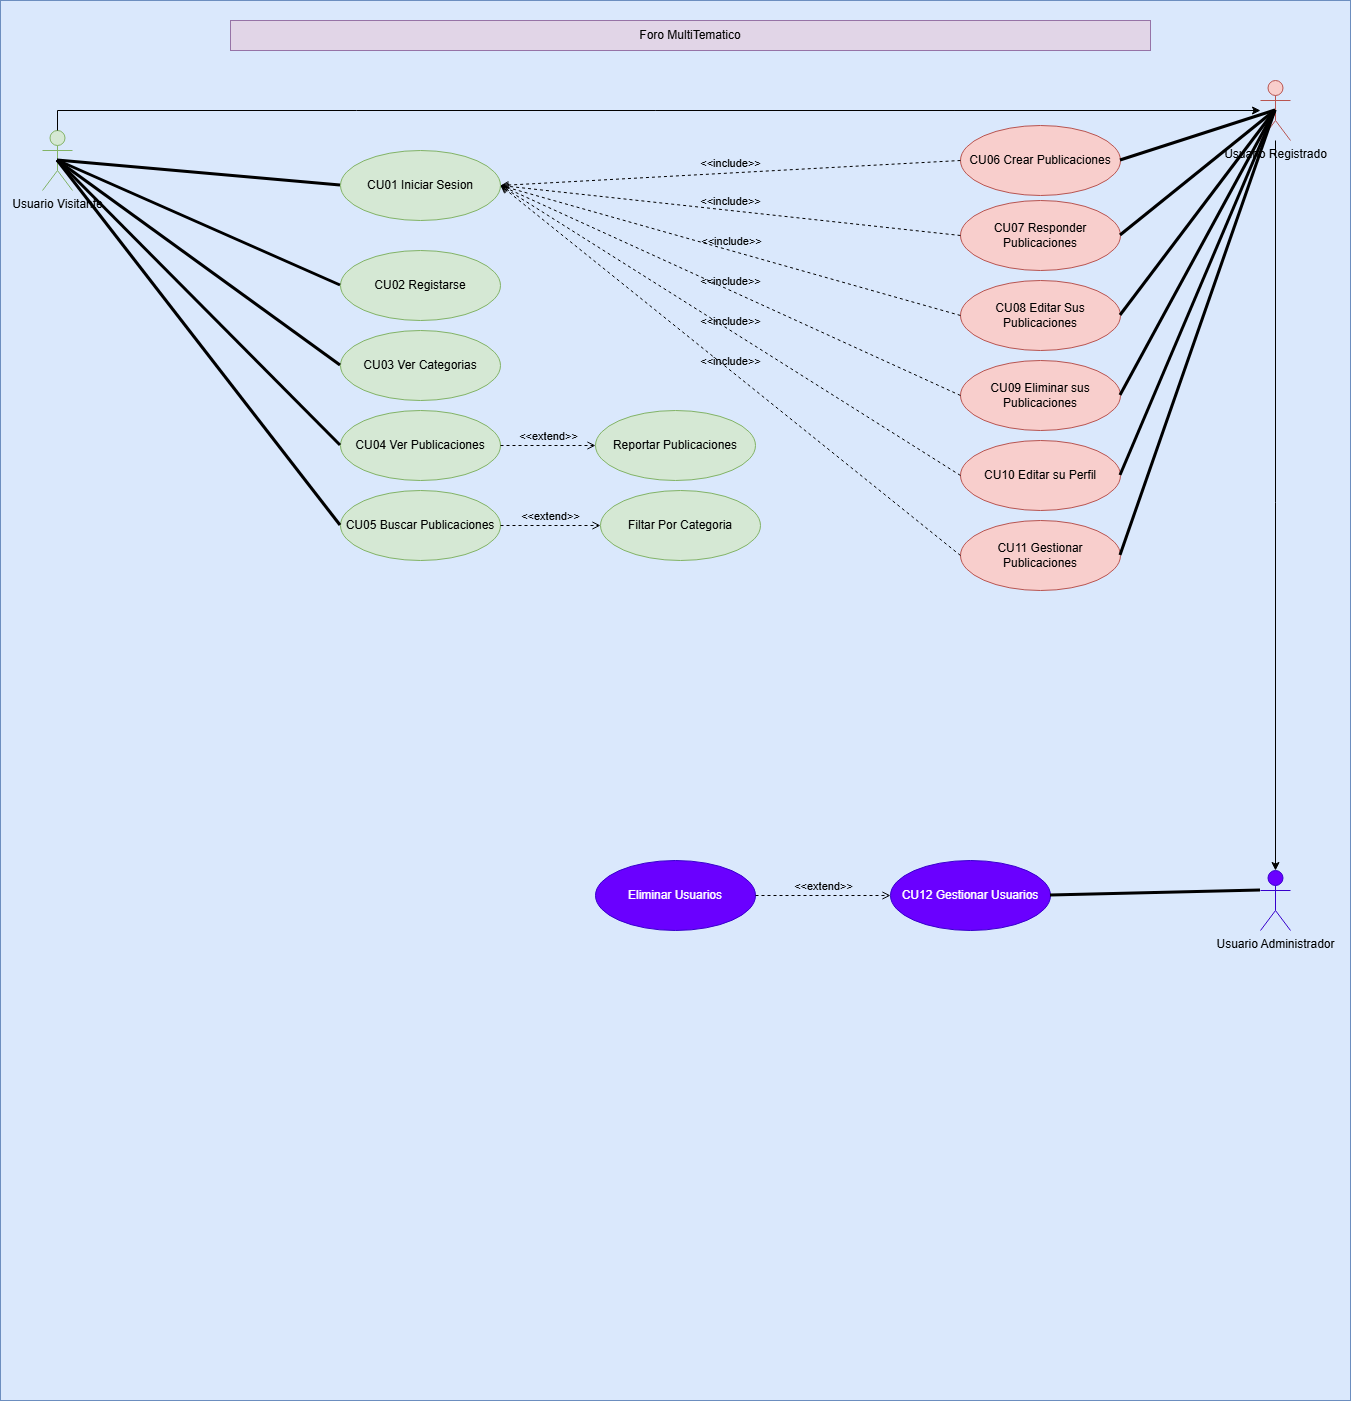 Foro MultiTematico
Usuario Visitante
Usuario Registrado
CU01 Iniciar Sesion
CU02 Registarse
CU03 Ver Categorias
CU04 Ver Publicaciones
<<extend>>
Reportar Publicaciones
CU05 Buscar Publicaciones
<<extend>>
Filtar Por Categoria
<<include>>
<<include>>
<<include>>
<<include>>
<<include>>
<<include>>
CU06 Crear Publicaciones
CU07 Responder
Publicaciones
CU08 Editar Sus
Publicaciones
CU09 Eliminar sus
Publicaciones
CU10 Editar su Perfil
CU11 Gestionar
Publicaciones
Eliminar Usuarios
<<extend>>
CU12 Gestionar Usuarios
Usuario Administrador